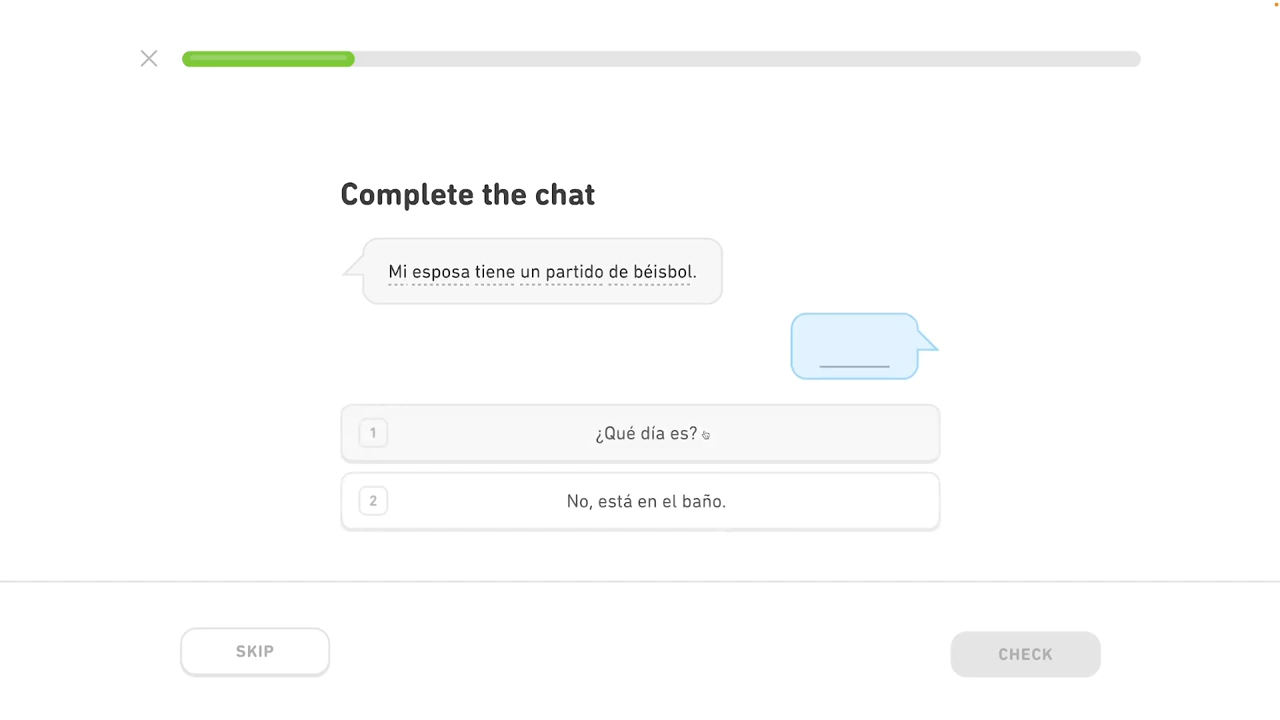 Complete the chat
Mi esposa tiene un partido de béisbol.
1 ¿Qué día es?
2 No, está en el baño.
SKIP
CHECK